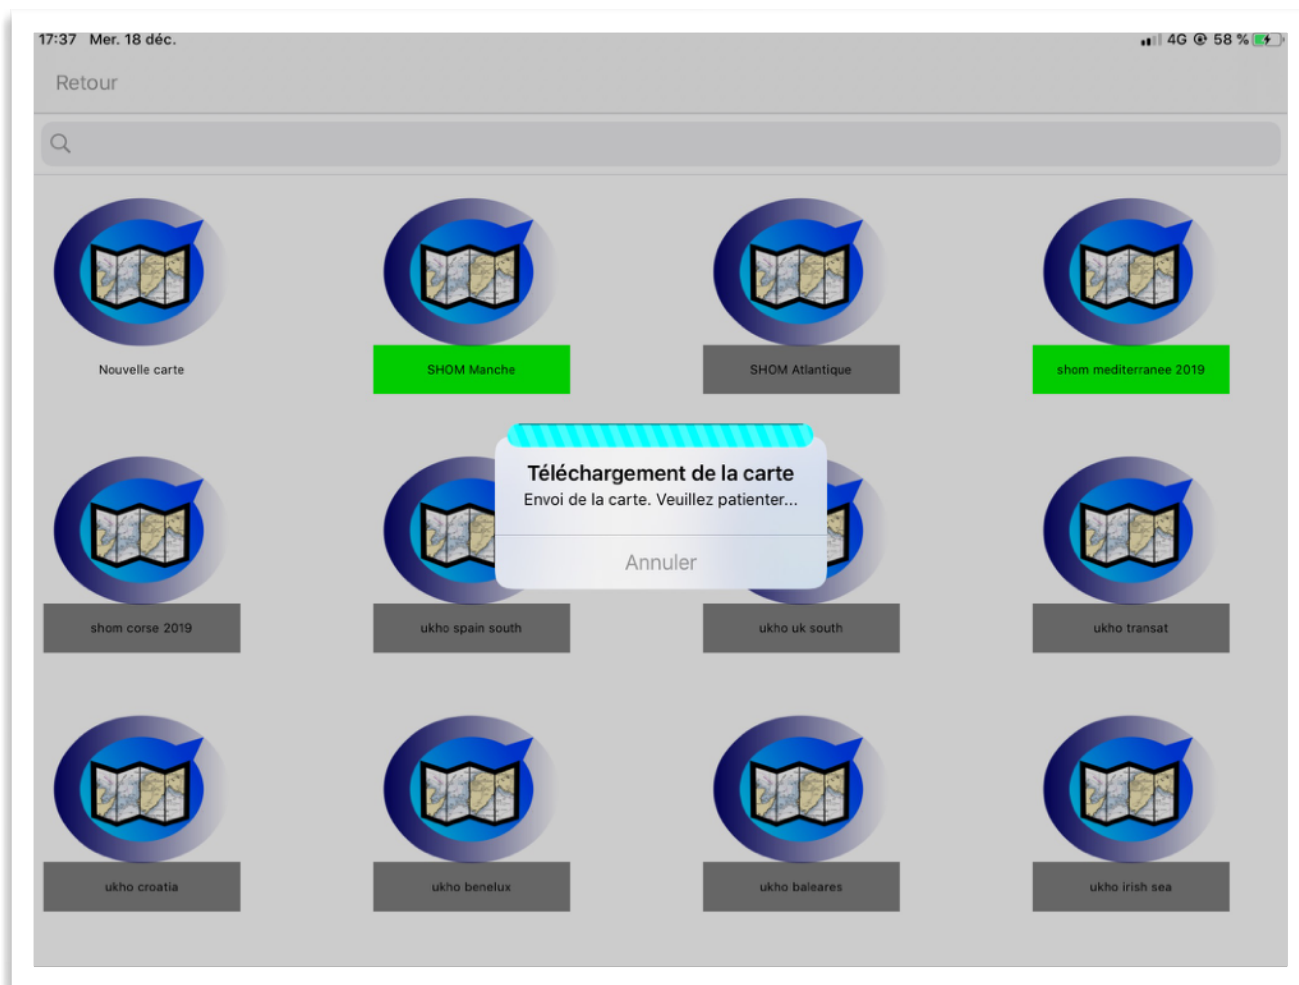 17:37 Mer. 18 déc.
4G 58 %
Retour
Nouvelle carte
SHOM Manche
SHOM Atlantique
shom mediterranee 2019
Téléchargement de la carte
Envoi de la carte. Veuillez patienter...
Annuler
shom corse 2019
ukho spain south
ukho uk south
ukho transat
ukho croatia
ukho benelux
ukho baleares
ukho irish sea